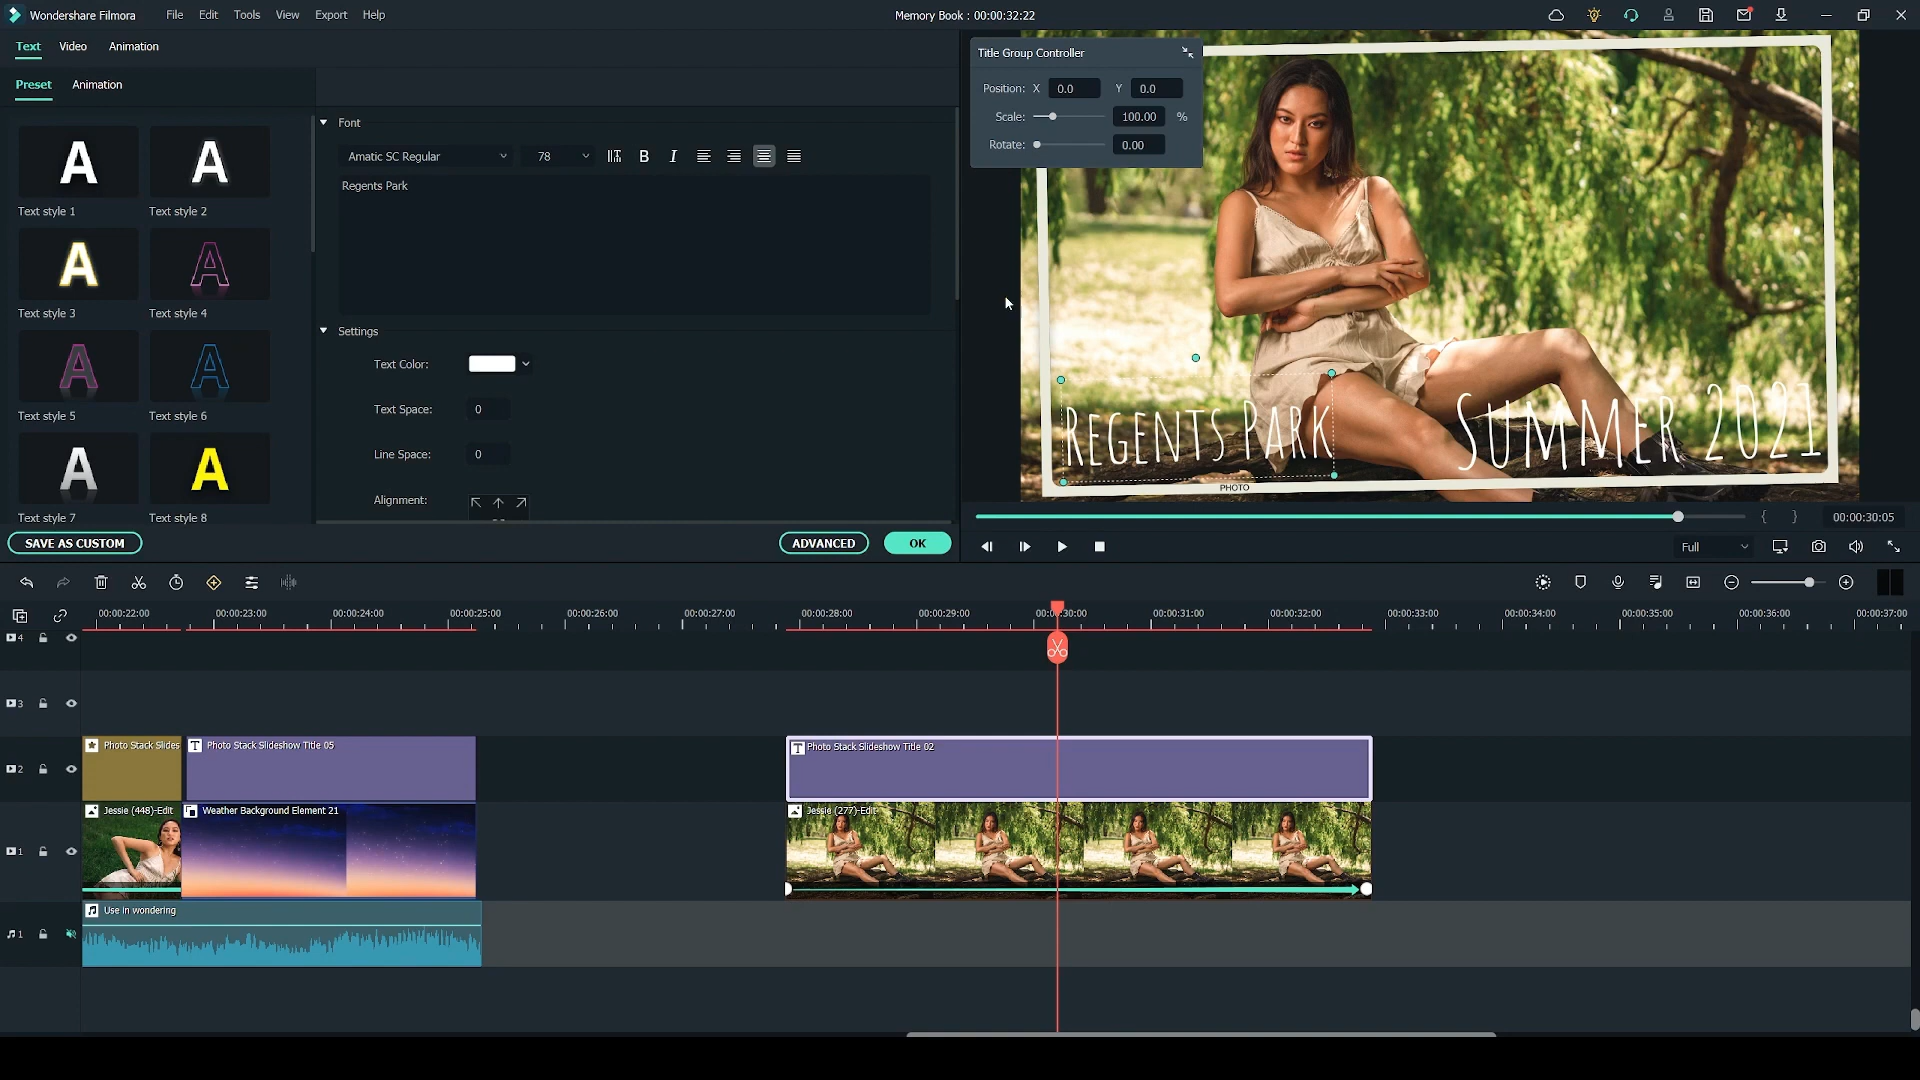 Wondershare Filmora File Edit Tools View Export Help Memory Book : 00:00:32:22
Text Video Animation
Preset Animation
A A
Text style 1 Text style 2
A A
Text style 3 Text style 4
A A
Text style 5 Text style 6
A A
Text style 7 Text style 8
Font
Amatic SC Regular 78 B I
Regents Park
Settings
Text Color:
Text Space: 0
Line Space: 0
Alignment:
SAVE AS CUSTOM ADVANCED OK
Title Group Controller
Position: X 0.0 Y 0.0
Scale: 100.00 %
Rotate: 0.00
REGENTS PARK SUMMER 2021
PHOTO
{ } 00:00:30:05
Full
00:00:22:00 00:00:23:00 00:00:24:00 00:00:25:00 00:00:26:00 00:00:27:00 00:00:28:00 00:00:29:00 00:00:30:00 00:00:31:00 00:00:32:00 00:00:33:00 00:00:34:00 00:00:35:00 00:00:36:00 00:00:37:00
4
3
2 Photo Stack Slides T Photo Stack Slideshow Title 05 T Photo Stack Slideshow Title 02
1 Jessie (448)-Edit Weather Background Element 21 Jessie (277)-Edit
1 Use in wondering